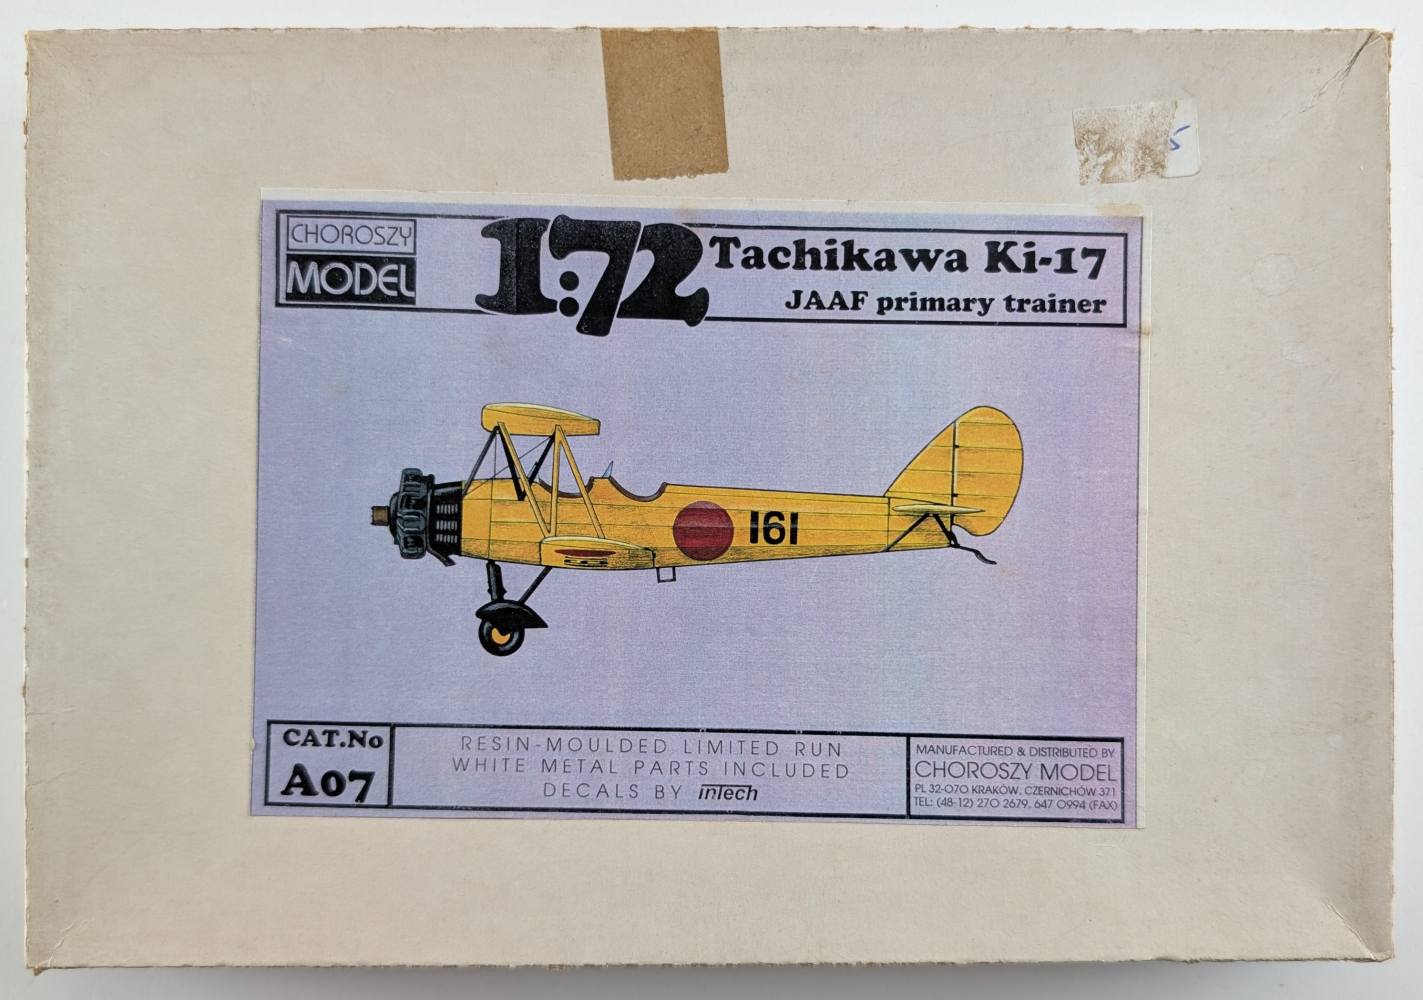 CHOROSZY
MODEL
1:72
Tachikawa Ki-17
JAAF primary trainer
5
161
CAT.No
A07
RESIN-MOULDED LIMITED RUN
WHITE METAL PARTS INCLUDED
DECALS BY inTech
MANUFACTURED & DISTRIBUTED BY
CHOROSZY MODEL
PL 32-070 KRAKÓW, CZERNICHÓW 371
TEL: (48-12) 270 2679, 647 0994 (FAX)